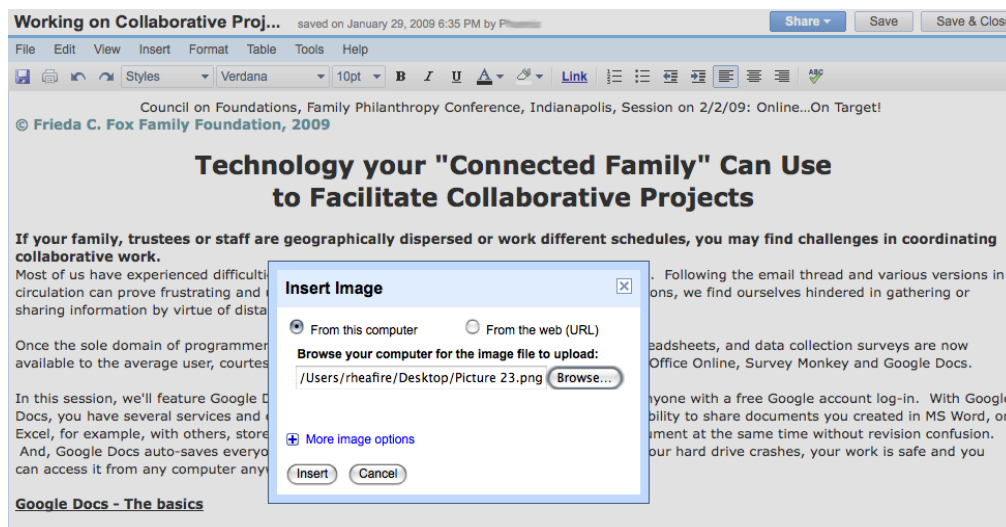 Working on Collaborative Proj... saved on January 29, 2009 6:35 PM by Share Save Save & Clos
File Edit View Insert Format Table Tools Help
Styles Verdana 10pt B I U A Link ABC
Council on Foundations, Family Philanthropy Conference, Indianapolis, Session on 2/2/09: Online...On Target!
© Frieda C. Fox Family Foundation, 2009
Technology your "Connected Family" Can Use
to Facilitate Collaborative Projects
If your family, trustees or staff are geographically dispersed or work different schedules, you may find challenges in coordinating
collaborative work.
Most of us have experienced difficulti . Following the email thread and various versions in
circulation can prove frustrating and ons, we find ourselves hindered in gathering or
sharing information by virtue of dista
Once the sole domain of programmer eadsheets, and data collection surveys are now
available to the average user, courtes Office Online, Survey Monkey and Google Docs.
In this session, we'll feature Google D nyone with a free Google account log-in. With Googl
Docs, you have several services and bility to share documents you created in MS Word, or
Excel, for example, with others, store ument at the same time without revision confusion.
And, Google Docs auto-saves everyo our hard drive crashes, your work is safe and you
can access it from any computer anyw
Google Docs - The basics
Insert Image
From this computer From the web (URL)
Browse your computer for the image file to upload:
/Users/rheafire/Desktop/Picture 23.png Browse...
More image options
Insert Cancel